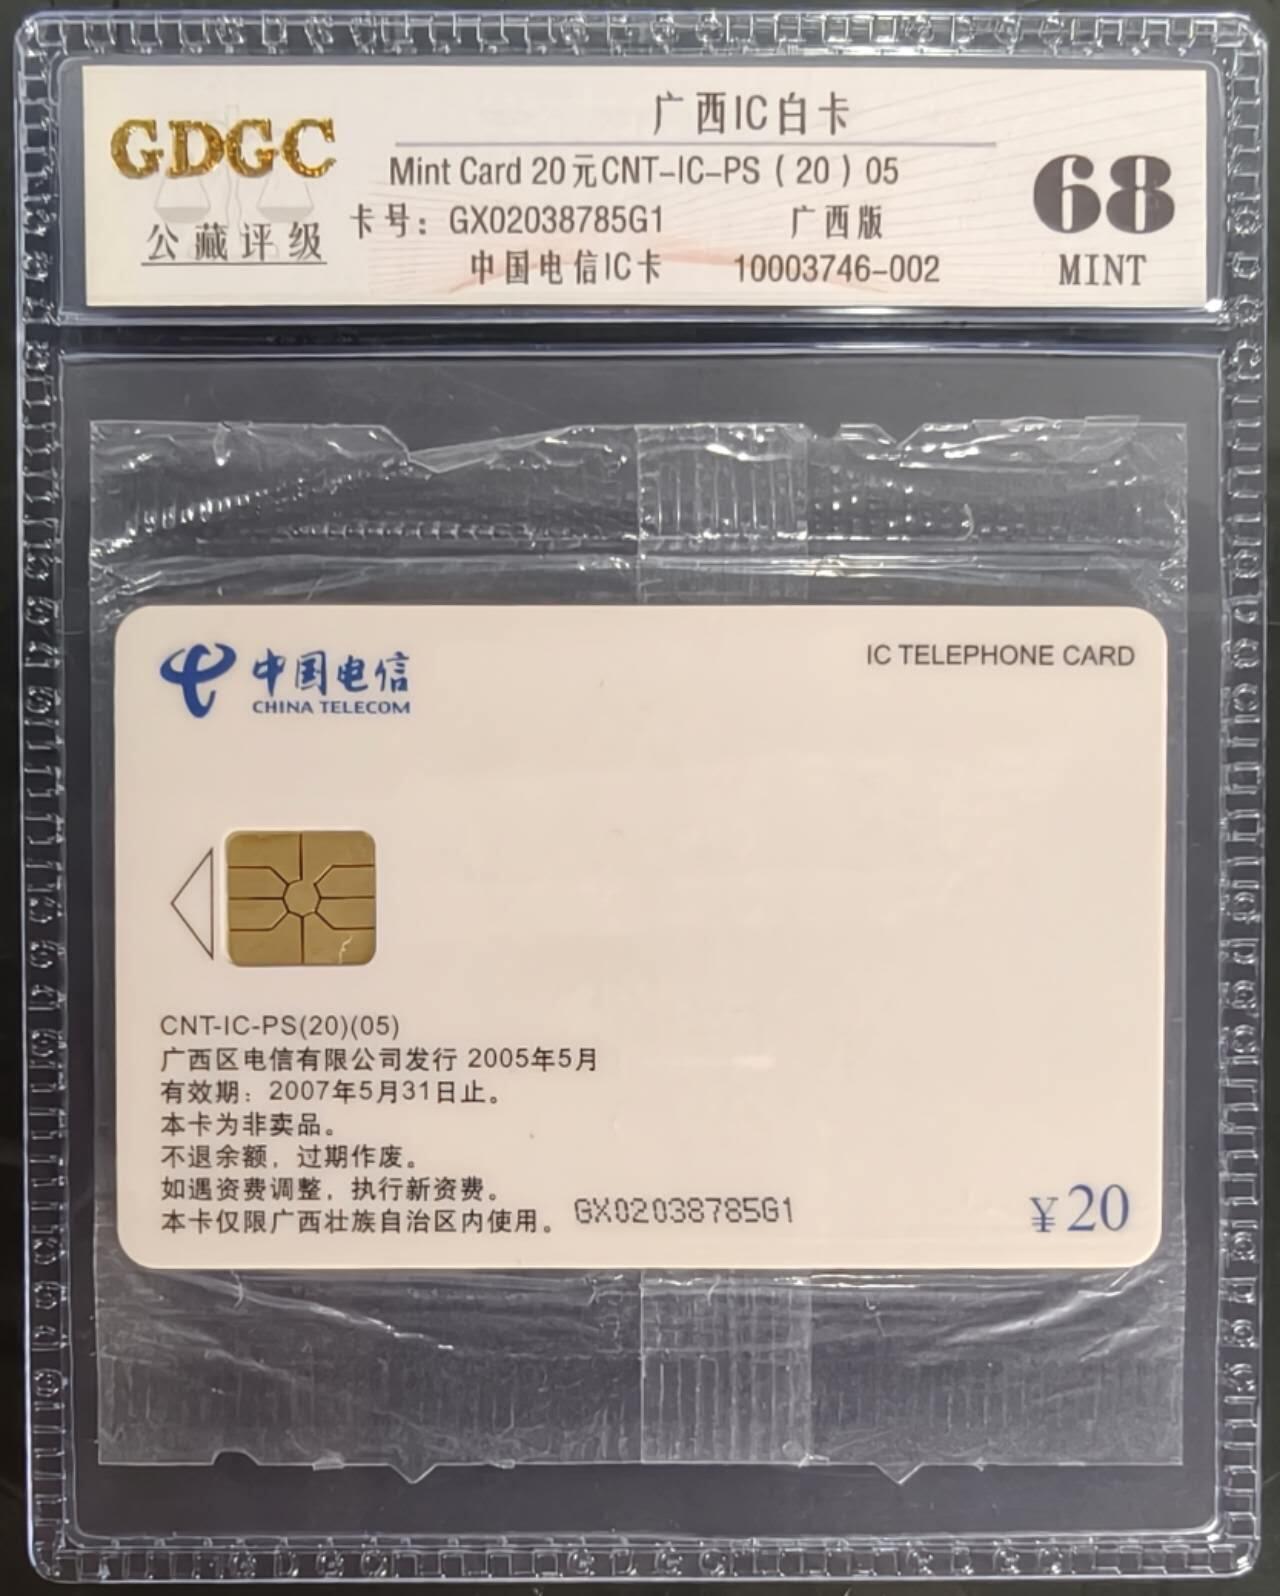 广西IC白卡
GDGC
Mint Card 20元CNT-IC-PS（20）05
68
公藏评级
卡号：GX02038785G1 广西版
中国电信IC卡 10003746-002
MINT
中国电信
CHINA TELECOM
IC TELEPHONE CARD
CNT-IC-PS(20)(05)
广西区电信有限公司发行 2005年5月
有效期：2007年5月31日止。
本卡为非卖品。
不退余额，过期作废。
如遇资费调整，执行新资费。
本卡仅限广西壮族自治区内使用。
GX02038785G1
¥20